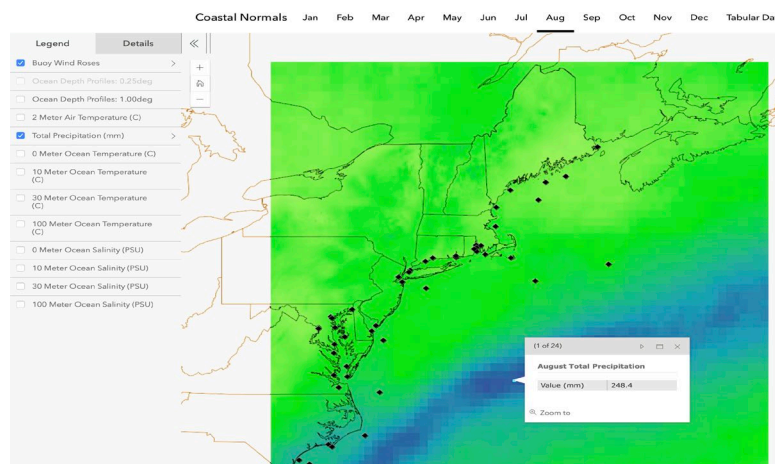 Coastal Normals Jan Feb Mar Apr May Jun Jul Aug Sep Oct Nov Dec Tabular Da
Legend Details
Buoy Wind Roses
Ocean Depth Profiles: 0.25deg
Ocean Depth Profiles: 1.00deg
2 Meter Air Temperature (C)
Total Precipitation (mm)
0 Meter Ocean Temperature (C)
10 Meter Ocean Temperature
(C)
30 Meter Ocean Temperature
(C)
100 Meter Ocean Temperature
(C)
0 Meter Ocean Salinity (PSU)
10 Meter Ocean Salinity (PSU)
30 Meter Ocean Salinity (PSU)
100 Meter Ocean Salinity (PSU)
(1 of 24)
August Total Precipitation
Value (mm) 248.4
Zoom to